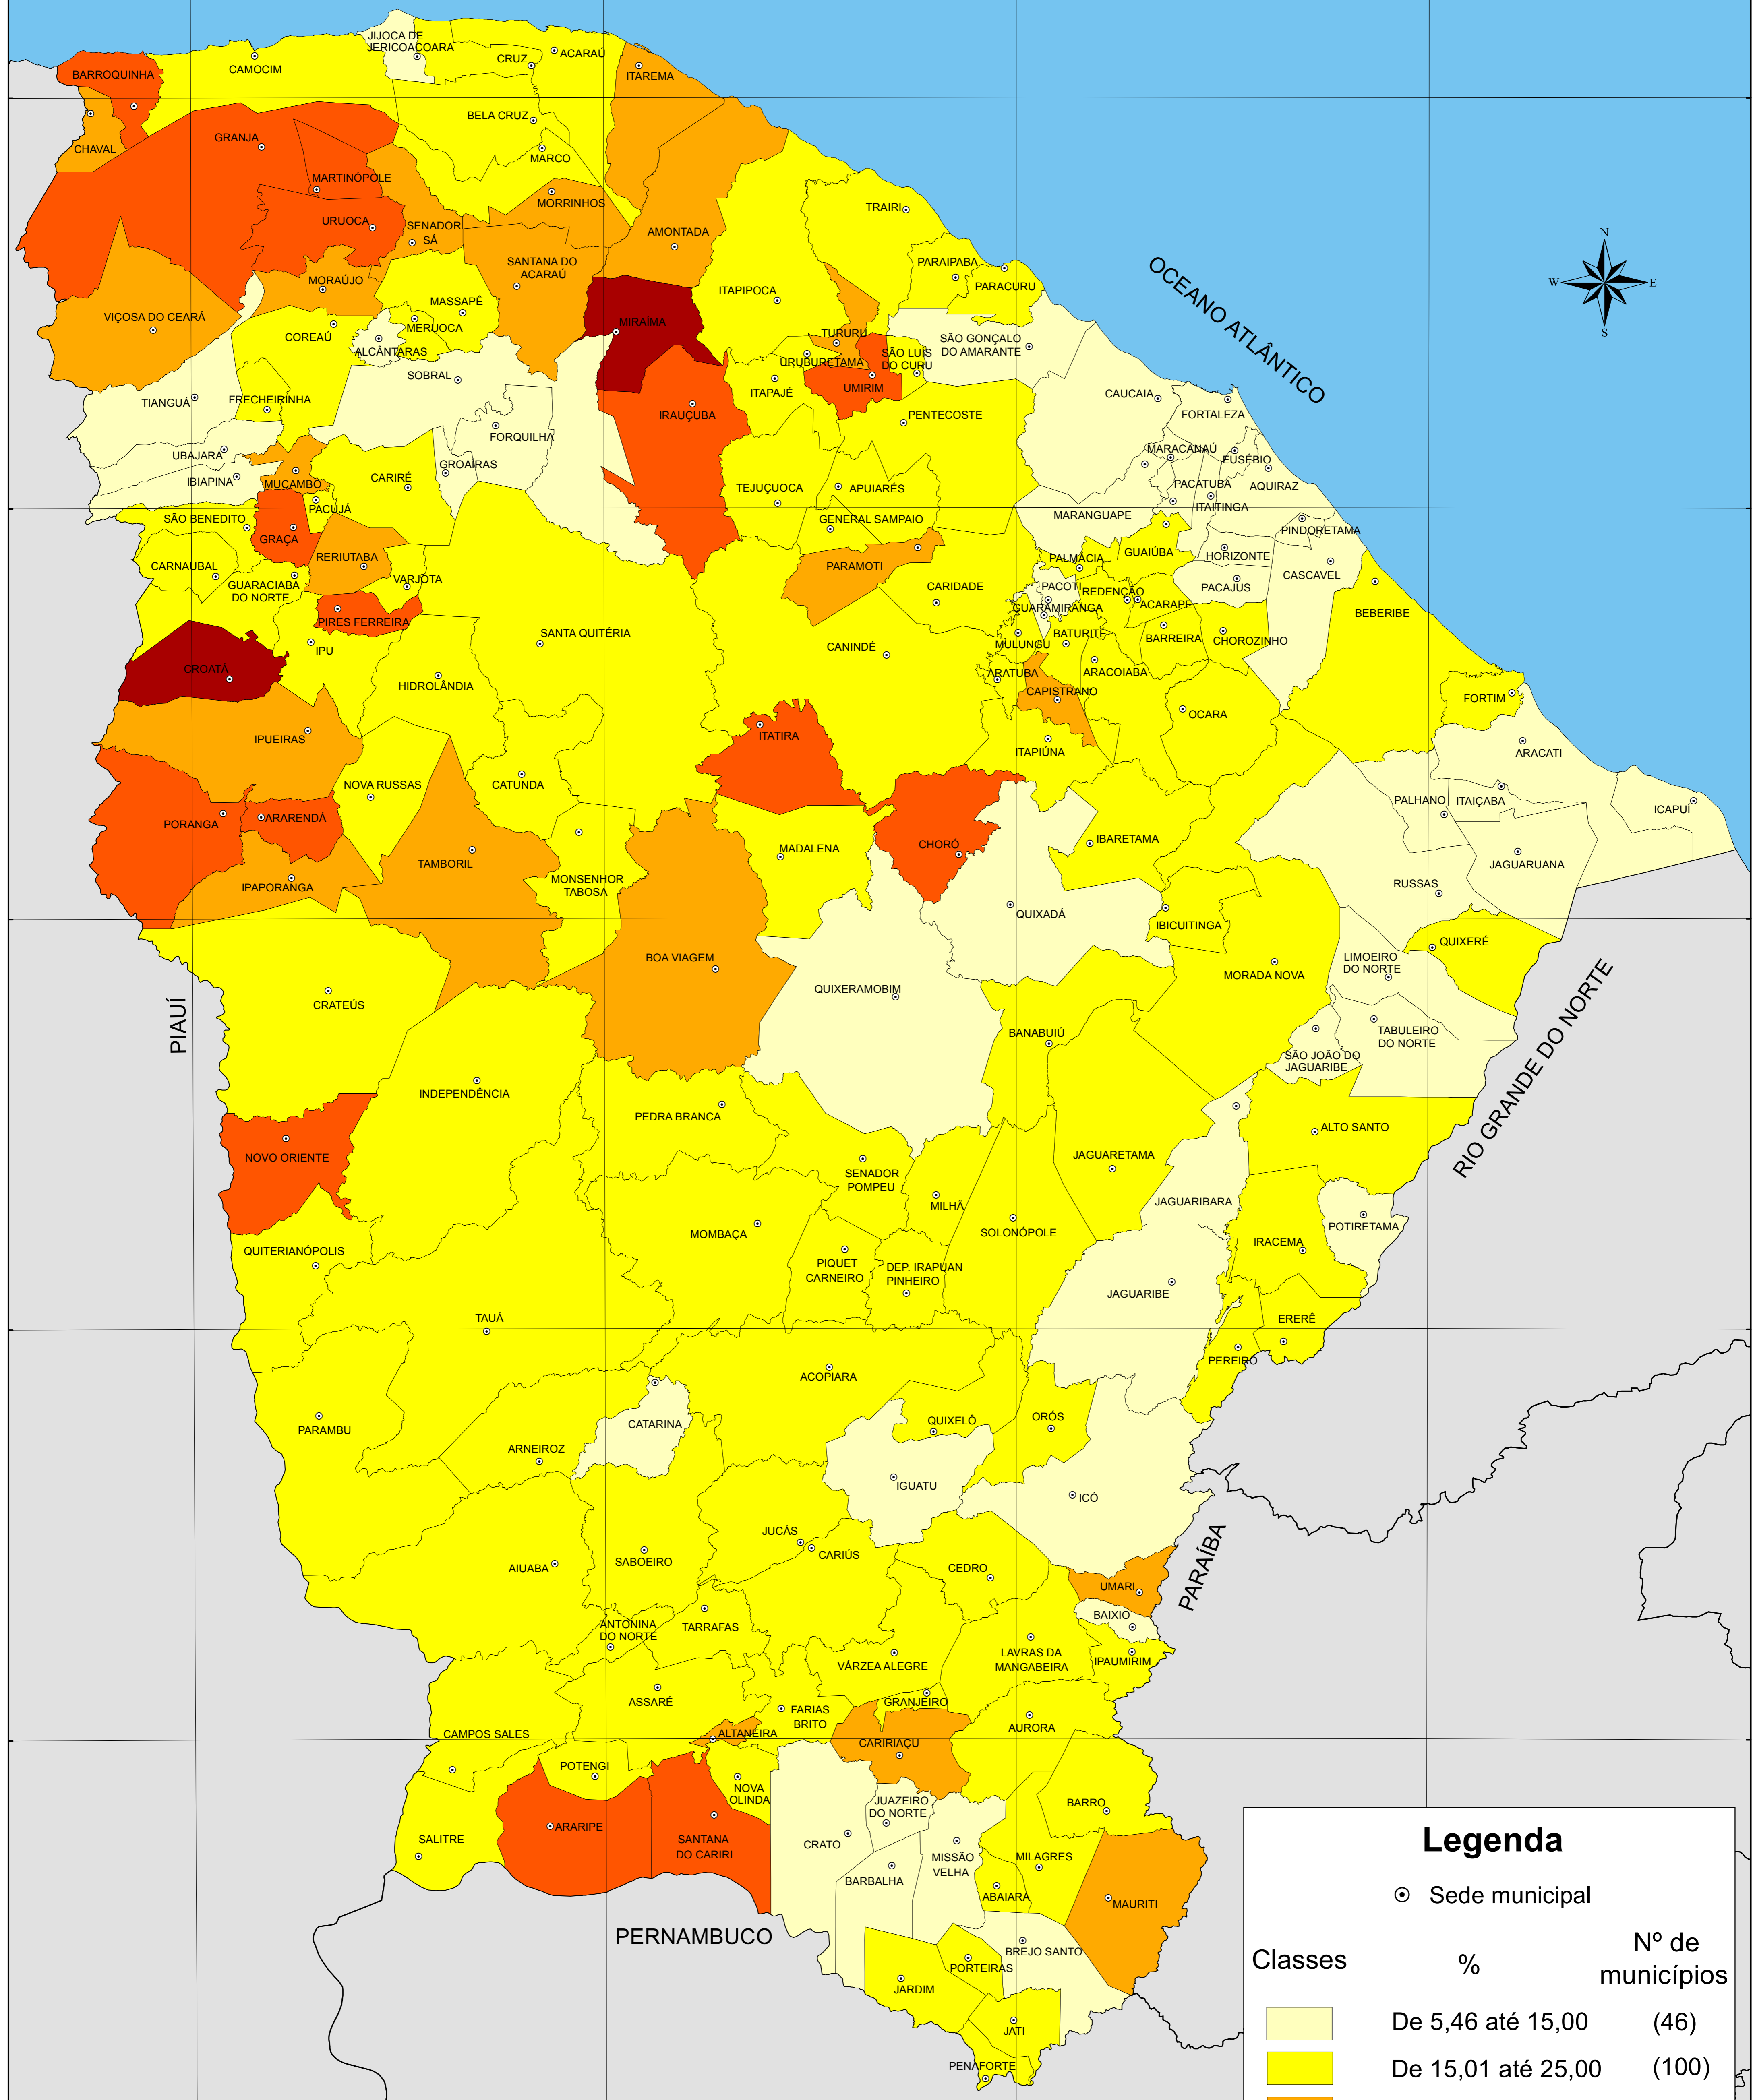 JIJOCA DE
JERICOACOARA
CRUZ
ACARAÚ
BARROQUINHA
CAMOCIM
ITAREMA
BELA CRUZ
GRANJA
CHAVAL
MARCO
MARTINÓPOLE
MORRINHOS
TRAIRI
URUOCA
SENADOR
SÁ
AMONTADA
N
W
E
S
OCEANO ATLÂNTICO
SANTANA DO
ACARAÚ
PARAIPABA
PARACURU
MORAÚJO
ITAPIPOCA
MASSAPÊ
VIÇOSA DO CEARÁ
MIRAÍMA
MERUOCA
COREAÚ
TURURU
SÃO GONÇALO
DO AMARANTE
ALCÂNTARAS
URUBURETAMA
SÃO LUIS
DO CURU
SOBRAL
UMIRIM
ITAPAJÉ
CAUCAIA
TIANGUÁ
FRECHEIRINHA
IRAUÇUBA
PENTECOSTE
FORTALEZA
FORQUILHA
UBAJARA
MARACANAÚ
EUSÉBIO
GROAÍRAS
IBIAPINA
MUCAMBO
CARIRÉ
TEJUÇUOCA
APUIARÉS
PACATUBA
AQUIRAZ
PACUJÁ
ITAITINGA
SÃO BENEDITO
GENERAL SAMPAIO
MARANGUAPE
PINDORETAMA
GRAÇA
RERIUTABA
GUAIÚBA
HORIZONTE
PALMÁCIA
CARNAUBAL
PARAMOTI
CASCAVEL
VARJOTA
GUARACIABA
DO NORTE
CARIDADE
PACOTI
REDENÇÃO
PACAJUS
GUARAMIRANGA
ACARAPE
BEBERIBE
PIRES FERREIRA
SANTA QUITÉRIA
BATURITÉ
BARREIRA
CHOROZINHO
MULUNGU
IPU
CANINDÉ
CROATÁ
ARATUBA
ARACOIABA
HIDROLÂNDIA
CAPISTRANO
FORTIM
OCARA
IPUEIRAS
ITATIRA
ITAPIÚNA
ARACATI
NOVA RUSSAS
CATUNDA
PALHANO
ITAIÇABA
ICAPUÍ
PORANGA
ARARENDÁ
IBARETAMA
CHORÓ
MADALENA
TAMBORIL
JAGUARUANA
MONSENHOR
TABOSA
IPAPORANGA
RUSSAS
QUIXADÁ
IBICUITINGA
QUIXERÉ
BOA VIAGEM
LIMOEIRO
DO NORTE
MORADA NOVA
QUIXERAMOBIM
CRATEÚS
PIAUÍ
BANABUIÚ
TABULEIRO
DO NORTE
SÃO JOÃO DO
JAGUARIBE
RIO GRANDE DO NORTE
INDEPENDÊNCIA
PEDRA BRANCA
ALTO SANTO
NOVO ORIENTE
JAGUARETAMA
SENADOR
POMPEU
MILHÃ
JAGUARIBARA
POTIRETAMA
MOMBAÇA
SOLONÓPOLE
IRACEMA
QUITERIANÓPOLIS
PIQUET
CARNEIRO
DEP. IRAPUAN
PINHEIRO
JAGUARIBE
TAUÁ
ERERÊ
PEREIRO
ACOPIARA
QUIXELÔ
ORÓS
CATARINA
PARAMBU
ARNEIROZ
IGUATU
ICÓ
JUCÁS
CARIÚS
PARAÍBA
SABOEIRO
AIUABA
CEDRO
UMARI
BAIXIO
ANTONINA
DO NORTE
TARRAFAS
LAVRAS DA
MANGABEIRA
IPAUMIRIM
VÁRZEA ALEGRE
ASSARÉ
GRANJEIRO
FARIAS
BRITO
AURORA
CAMPOS SALES
ALTANEIRA
CARIRIAÇU
POTENGI
NOVA
OLINDA
JUAZEIRO
DO NORTE
BARRO
ARARIPE
SALITRE
SANTANA
DO CARIRI
CRATO
MISSÃO
VELHA
MILAGRES
BARBALHA
ABAIARA
MAURITI
PERNAMBUCO
BREJO SANTO
PORTEIRAS
JARDIM
JATI
PENAFORTE
Legenda
Sede municipal
Classes
%
Nº de
municípios
De 5,46 até 15,00 (46)
De 15,01 até 25,00 (100)